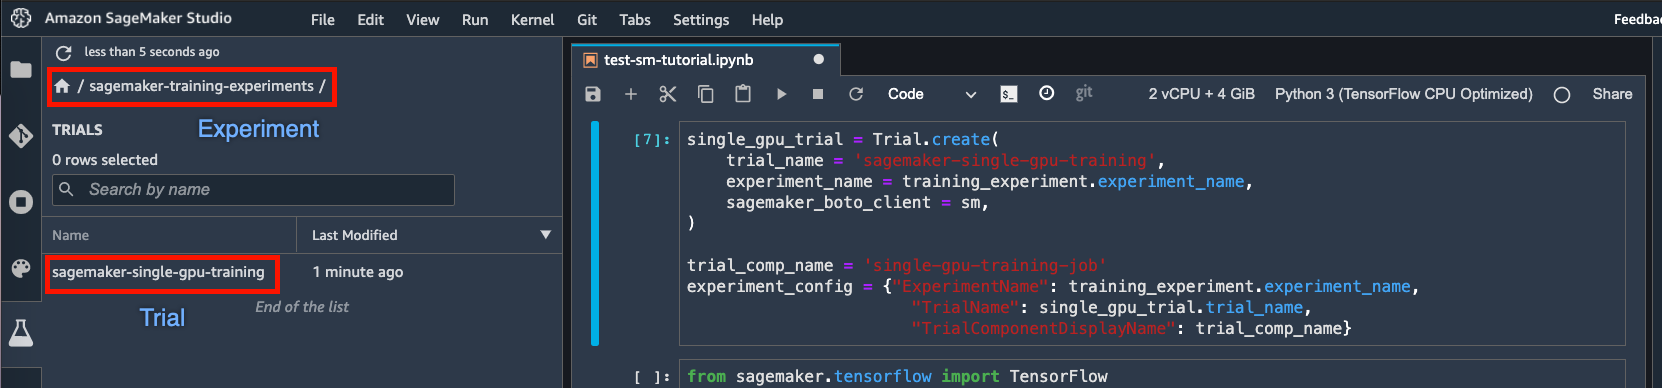 Amazon SageMaker Studio File Edit View Run Kernel Git Tabs Settings Help Feedba
less than 5 seconds ago
/ sagemaker-training-experiments /
Experiment
TRIALS
0 rows selected
Search by name
Name Last Modified
sagemaker-single-gpu-training 1 minute ago
End of the list
Trial
test-sm-tutorial.ipynb
Code $_ git 2 vCPU + 4 GiB Python 3 (TensorFlow CPU Optimized) Share
[7]: single_gpu_trial = Trial.create(
trial_name = 'sagemaker-single-gpu-training',
experiment_name = training_experiment.experiment_name,
sagemaker_boto_client = sm,
)
trial_comp_name = 'single-gpu-training-job'
experiment_config = {"ExperimentName": training_experiment.experiment_name,
"TrialName": single_gpu_trial.trial_name,
"TrialComponentDisplayName": trial_comp_name}
[ ]: from sagemaker.tensorflow import TensorFlow